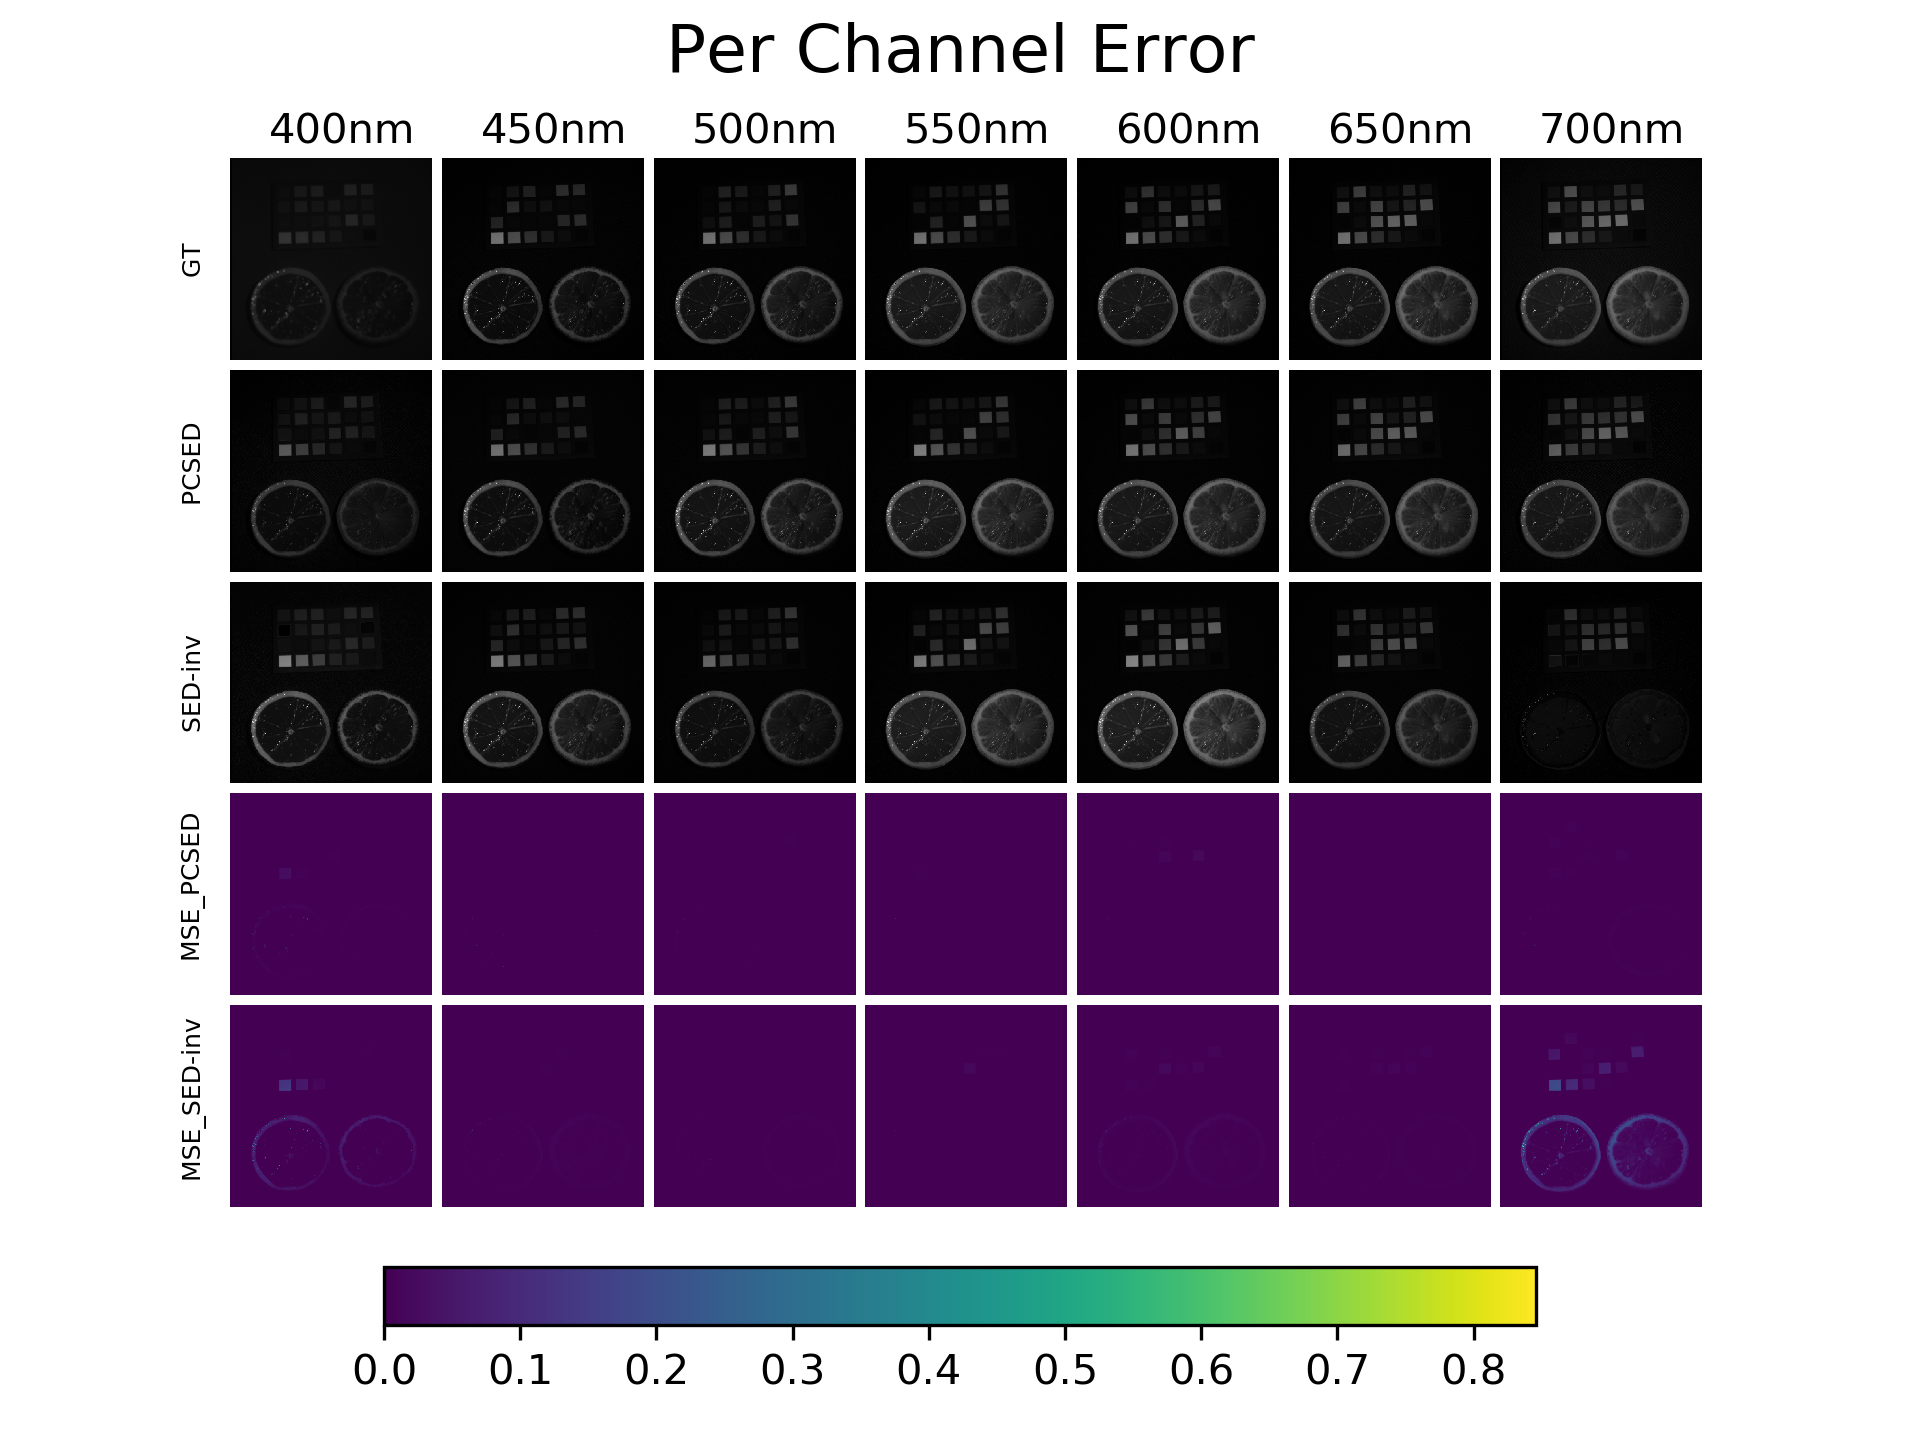 Per Channel Error
400nm 450nm 500nm 550nm 600nm 650nm 700nm
GT
PCSED
SED-inv
MSE_PCSED
MSE_SED-inv
0.0 0.1 0.2 0.3 0.4 0.5 0.6 0.7 0.8